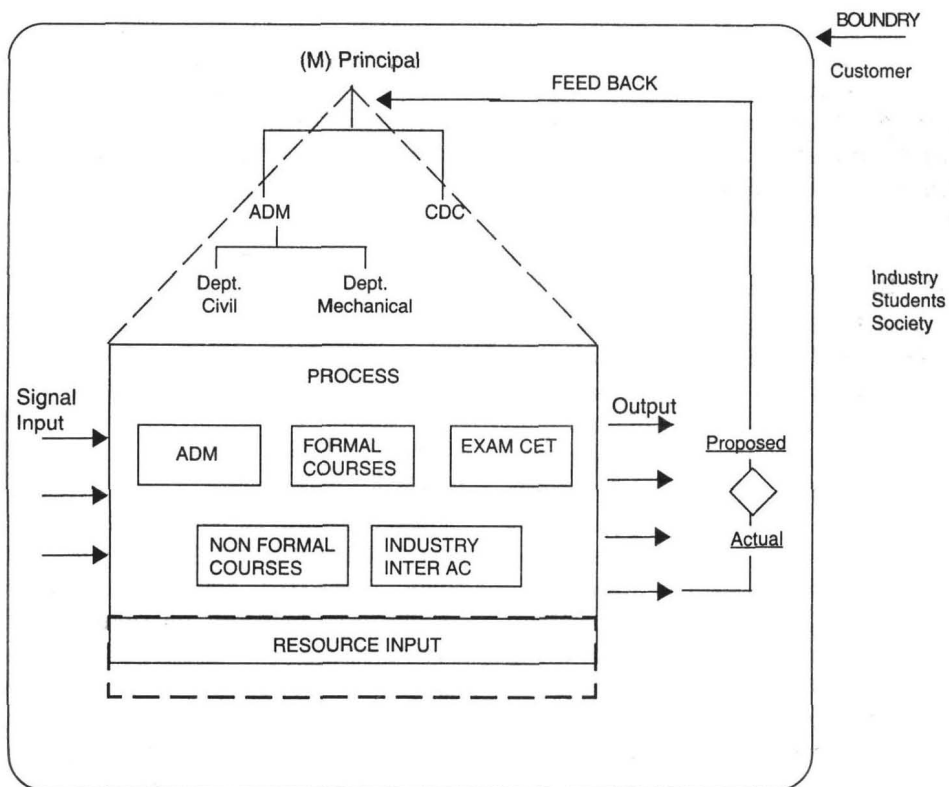 BOUNDRY
(M) Principal
Customer
FEED BACK
ADM
CDC
Dept.
Civil
Dept.
Mechanical
Industry
Students
Society
PROCESS
Signal
Input
Output
ADM
FORMAL
COURSES
EXAM CET
Proposed
NON FORMAL
COURSES
INDUSTRY
INTER AC
Actual
RESOURCE INPUT